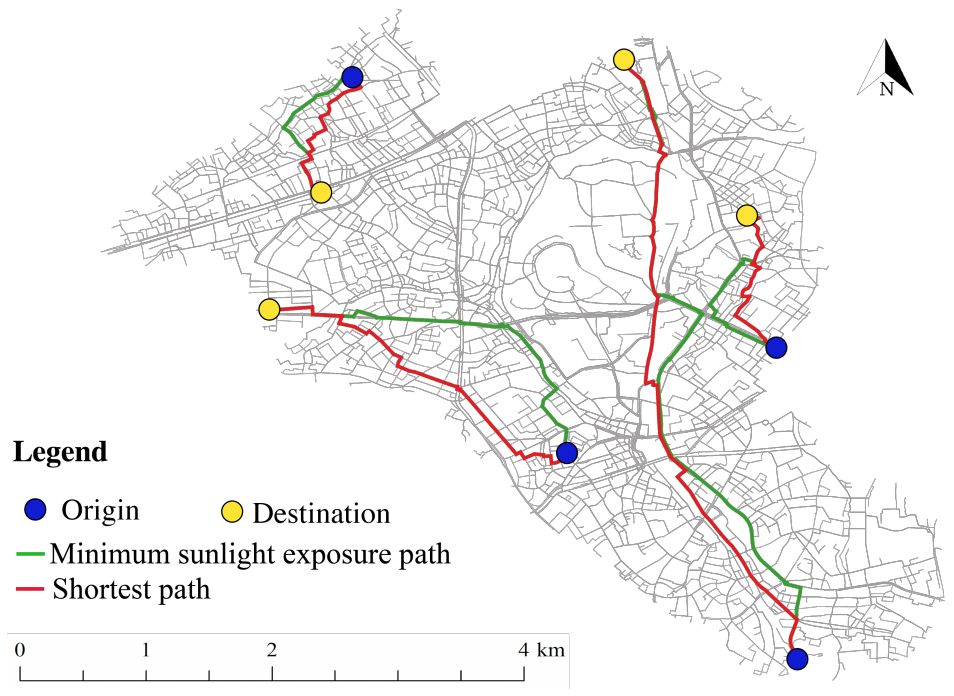 N
Legend
Origin
Destination
Minimum sunlight exposure path
Shortest path
0 1 2 4 km